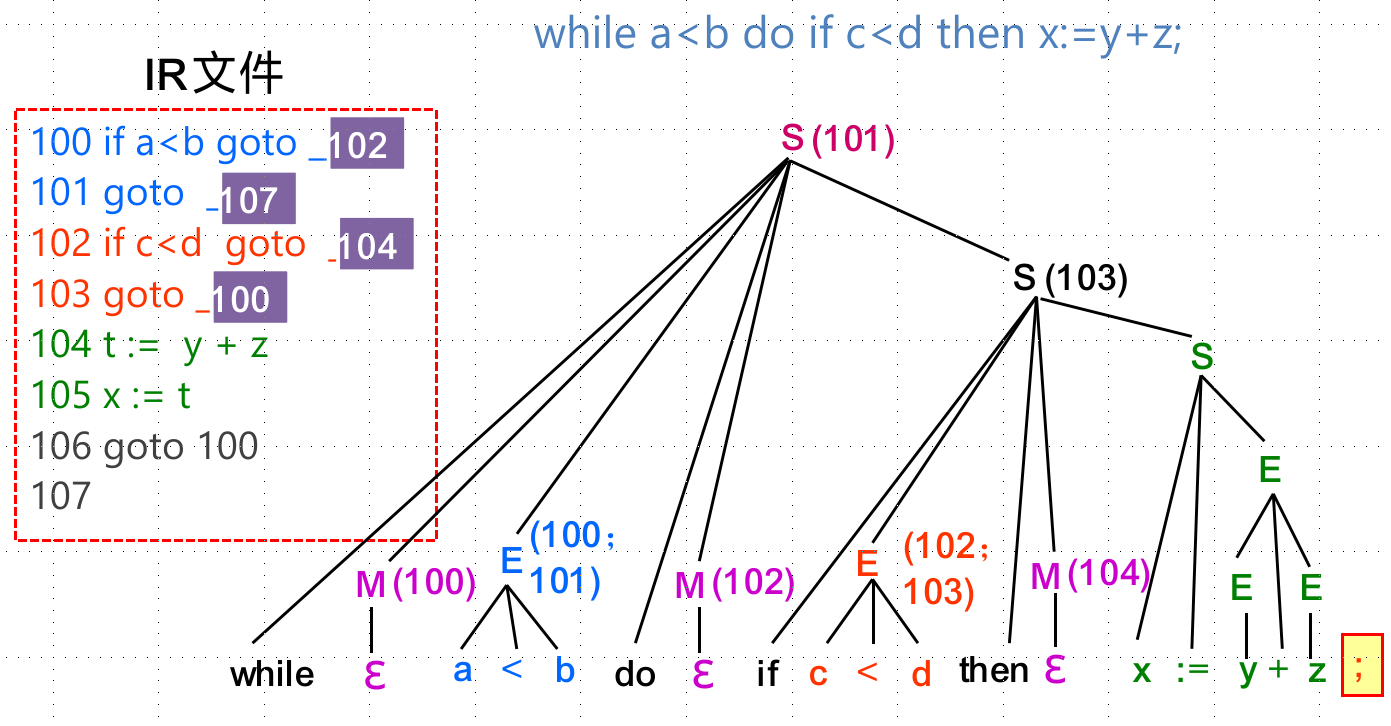 while a<b do if c<d then x:=y+z;
IR文件
100 if a<b goto _102
101 goto _107
102 if c<d goto _104
103 goto _100
104 t := y + z
105 x := t
106 goto 100
107
S (101)
S (103)
S
E
M (100)
E (100;
101)
M (102)
E (102;
103)
M (104)
E E
while ε a < b do ε if c < d then ε x := y + z ;